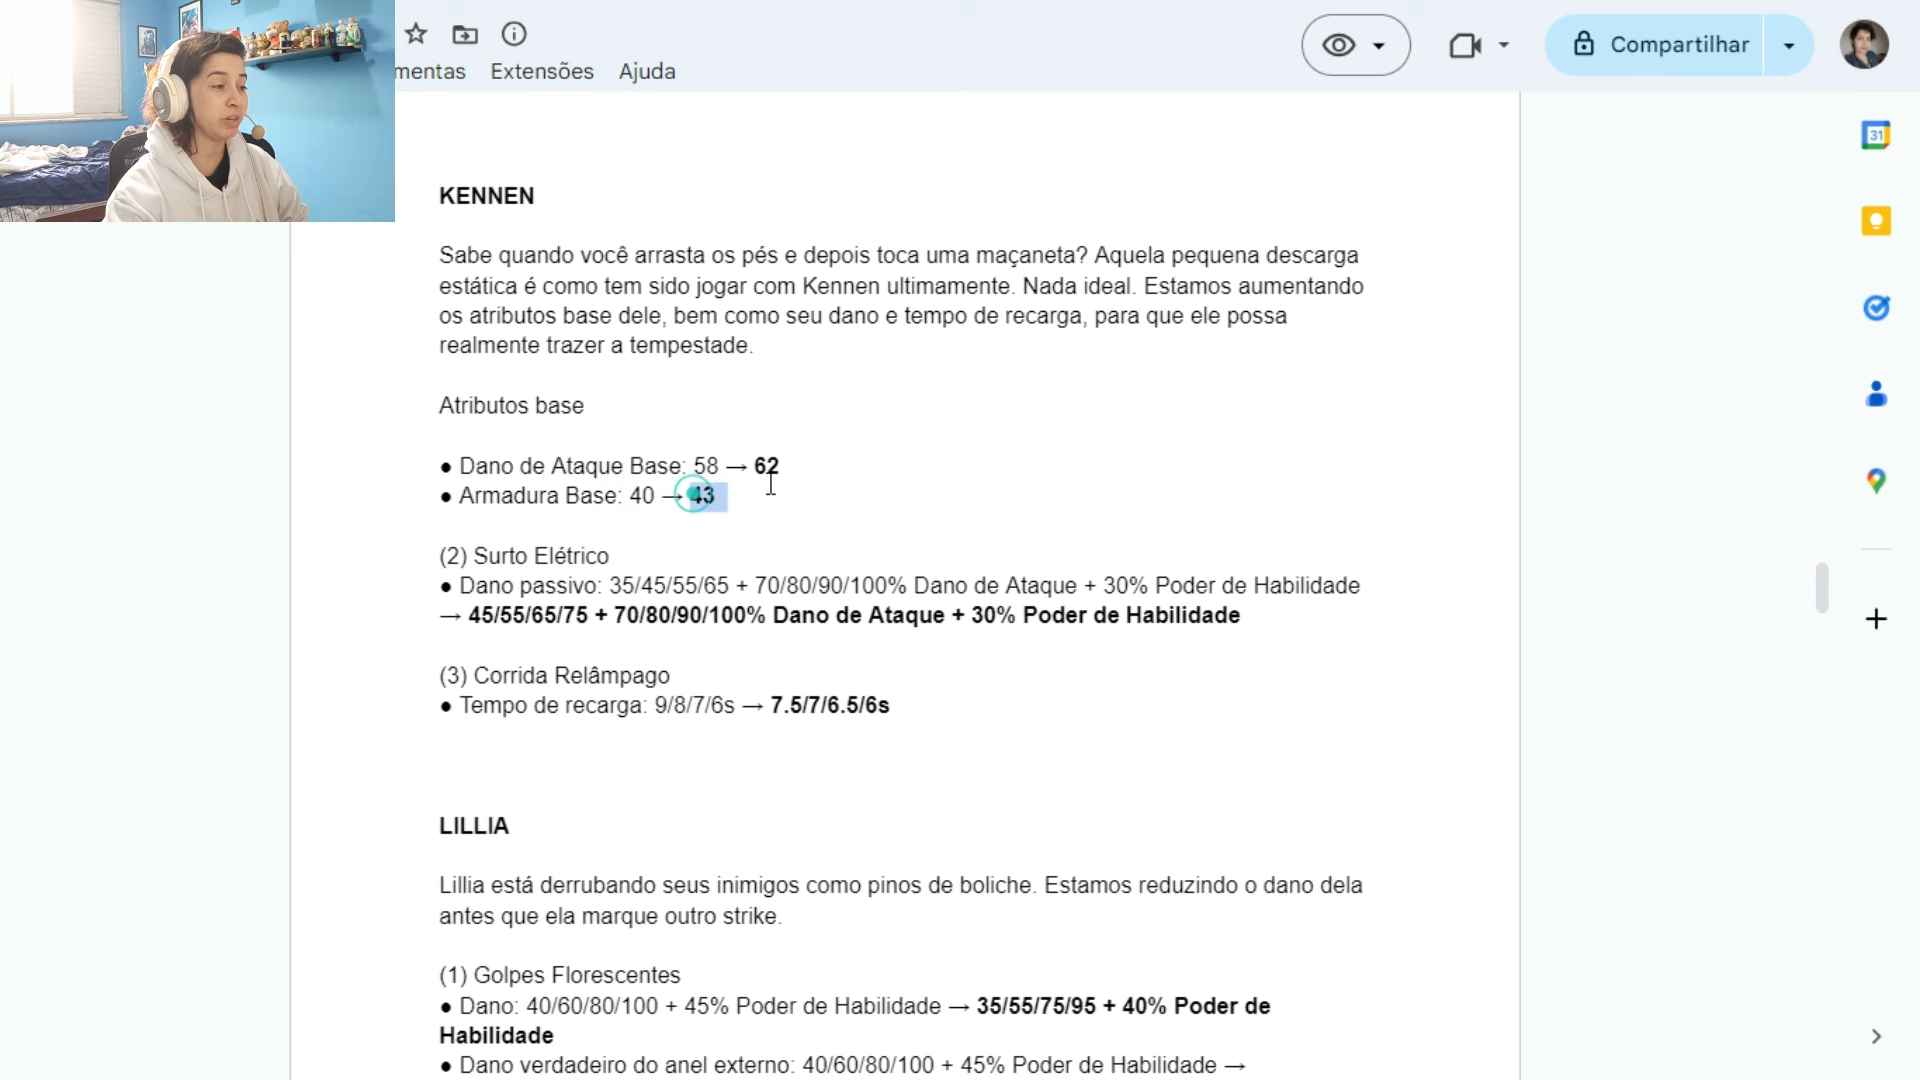 mentas Extensões Ajuda
Compartilhar
31
KENNEN
Sabe quando você arrasta os pés e depois toca uma maçaneta? Aquela pequena descarga
estática é como tem sido jogar com Kennen ultimamente. Nada ideal. Estamos aumentando
os atributos base dele, bem como seu dano e tempo de recarga, para que ele possa
realmente trazer a tempestade.
Atributos base
● Dano de Ataque Base: 58 → 62
● Armadura Base: 40 → 43
(2) Surto Elétrico
● Dano passivo: 35/45/55/65 + 70/80/90/100% Dano de Ataque + 30% Poder de Habilidade
→ 45/55/65/75 + 70/80/90/100% Dano de Ataque + 30% Poder de Habilidade
(3) Corrida Relâmpago
● Tempo de recarga: 9/8/7/6s → 7.5/7/6.5/6s
LILLIA
Lillia está derrubando seus inimigos como pinos de boliche. Estamos reduzindo o dano dela
antes que ela marque outro strike.
(1) Golpes Florescentes
● Dano: 40/60/80/100 + 45% Poder de Habilidade → 35/55/75/95 + 40% Poder de
Habilidade
● Dano verdadeiro do anel externo: 40/60/80/100 + 45% Poder de Habilidade →